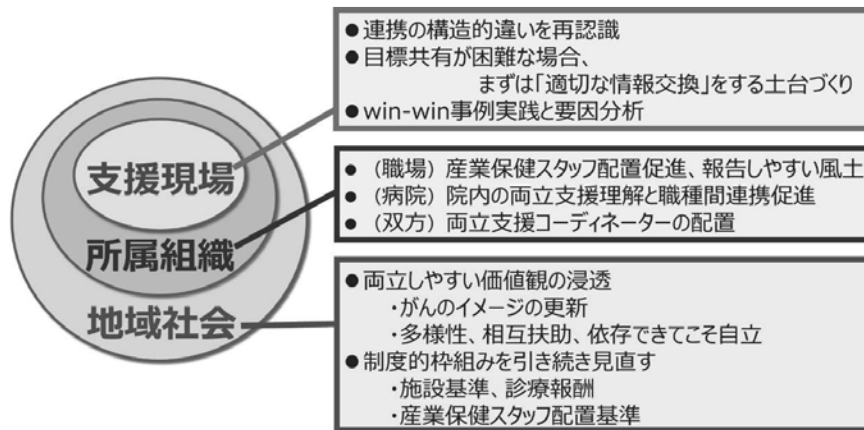 支援現場
所属組織
地域社会
●連携の構造的違いを再認識
●目標共有が困難な場合、
まずは「適切な情報交換」をする土台づくり
●win-win事例実践と要因分析
●（職場）産業保健スタッフ配置促進、報告しやすい風土
●（病院）院内の両立支援理解と職種間連携促進
●（双方）両立支援コーディネーターの配置
●両立しやすい価値観の浸透
・がんのイメージの更新
・多様性、相互扶助、依存できてこそ自立
●制度的枠組みを引き続き見直す
・施設基準、診療報酬
・産業保健スタッフ配置基準